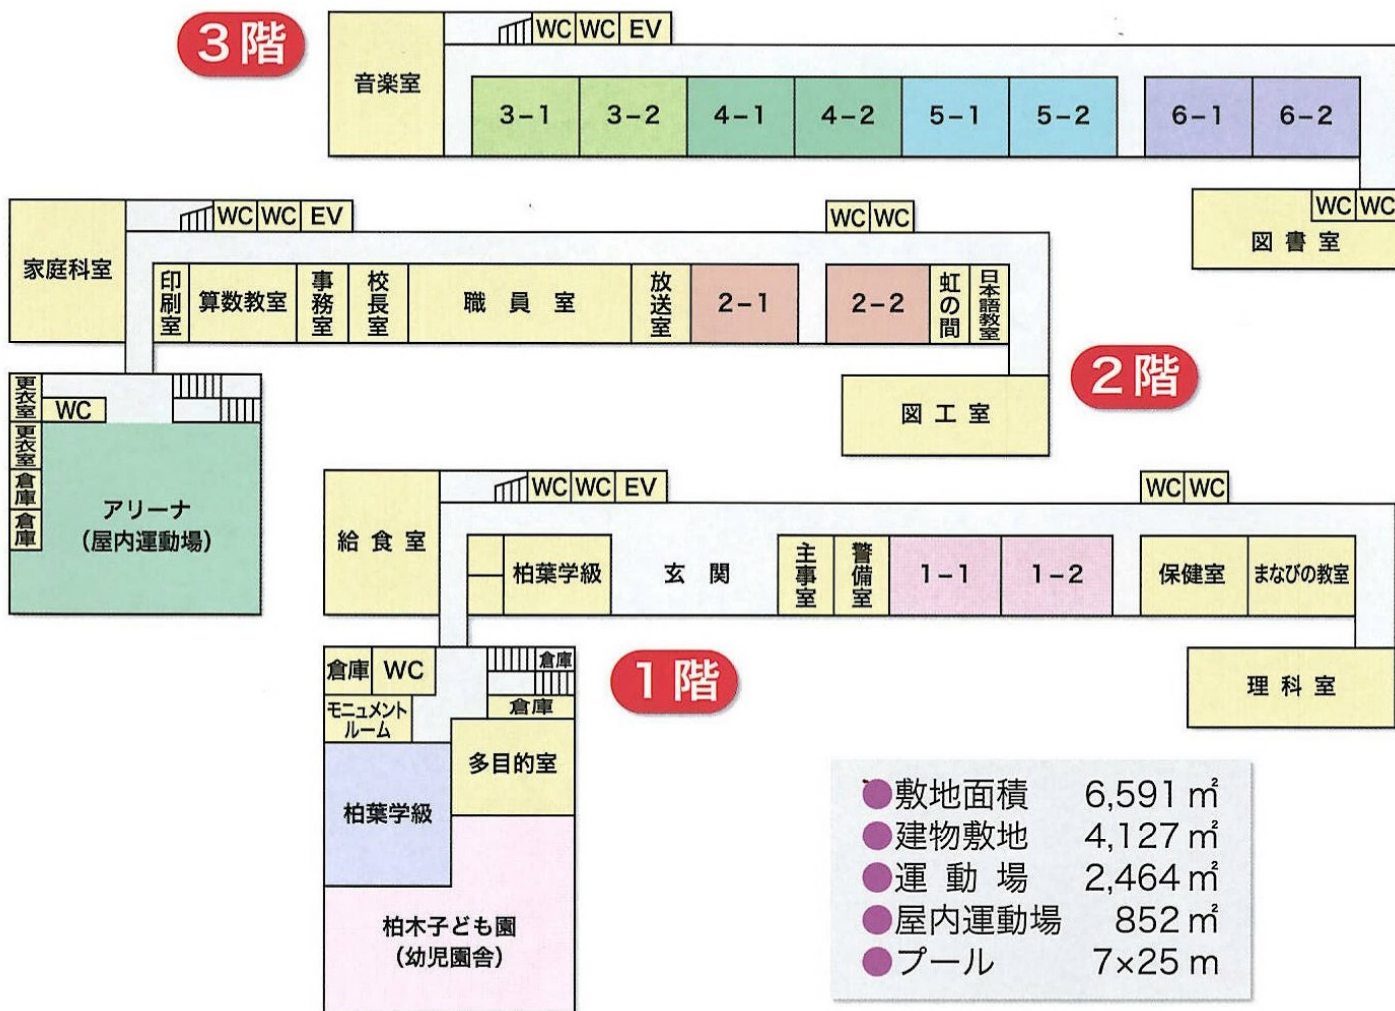 3階
音楽室
WC WC EV
3-1 3-2 4-1 4-2 5-1 5-2 6-1 6-2
WC WC
図書室
家庭科室
WC WC EV
WC WC
印刷室 算数教室 事務室 校長室 職員室 放送室 2-1 2-2 虹の間 日本語教室
2階
図工室
更衣室
WC
更衣室
倉庫
倉庫
アリーナ
(屋内運動場)
給食室
WC WC EV
WC WC
柏葉学級 玄関 主事室 警備室 1-1 1-2 保健室 まなびの教室
1階
理科室
倉庫 WC
倉庫
倉庫
モニュメント
ルーム
多目的室
柏葉学級
柏木子ども園
(幼児園舎)
●敷地面積 6,591㎡
●建物敷地 4,127㎡
●運動場 2,464㎡
●屋内運動場 852㎡
●プール 7×25m